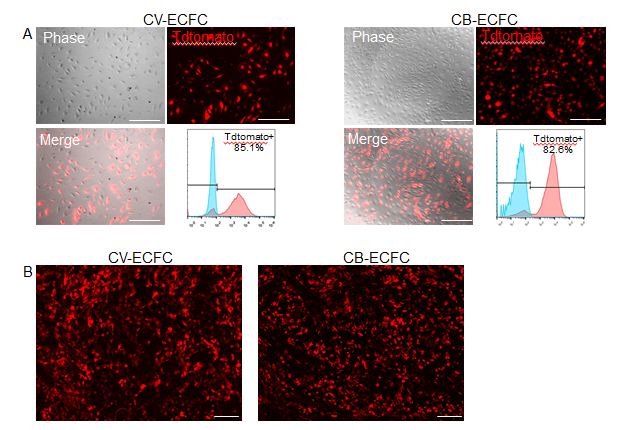 CV-ECFC
CB-ECFC
A
Phase
Tdtomato
Phase
Tdtomato
Merge
Tdtomato+
85.1%
Merge
Tdtomato+
82.6%
CV-ECFC
CB-ECFC
B